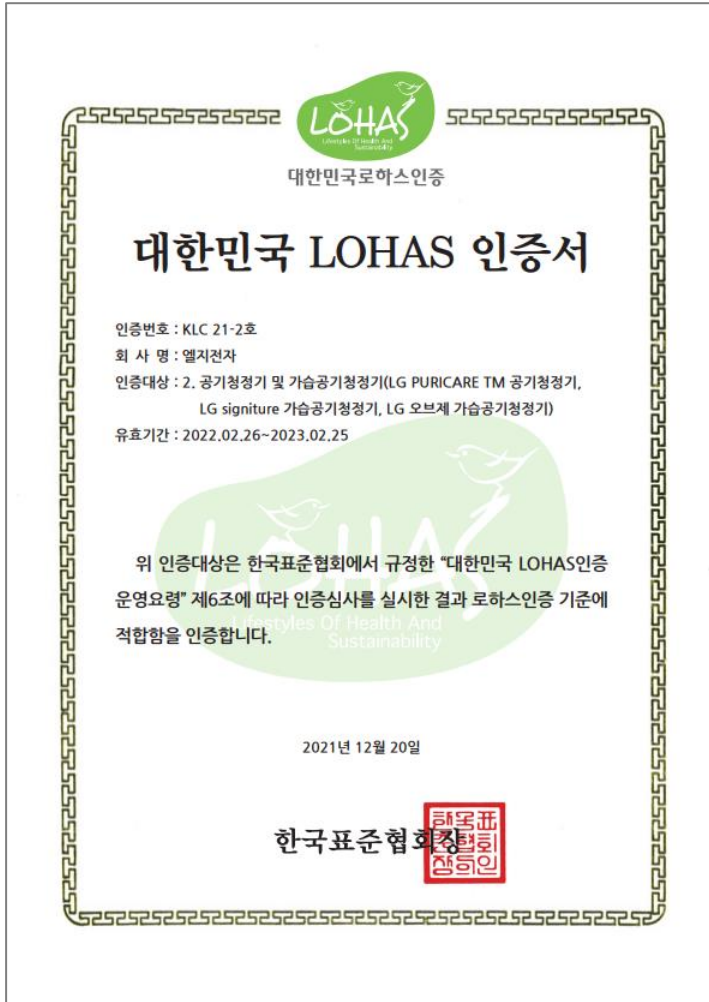 LOHAS
Lifestyles Of Health And
Sustainability
대한민국로하스인증
대한민국 LOHAS 인증서
인증번호 : KLC 21-2호
회 사 명 : 엘지전자
인증대상 : 2. 공기청정기 및 가습공기청정기(LG PURICARE TM 공기청정기,
LG signiture 가습공기청정기, LG 오브제 가습공기청정기)
유효기간 : 2022.02.26~2023.02.25
LOHAS
위 인증대상은 한국표준협회에서 규정한 “대한민국 LOHAS인증
운영요령” 제6조에 따라 인증심사를 실시한 결과 로하스인증 기준에
Lifestyles Of Health And
적합함을 인증합니다.
Sustainability
2021년 12월 20일
한국표준협회장